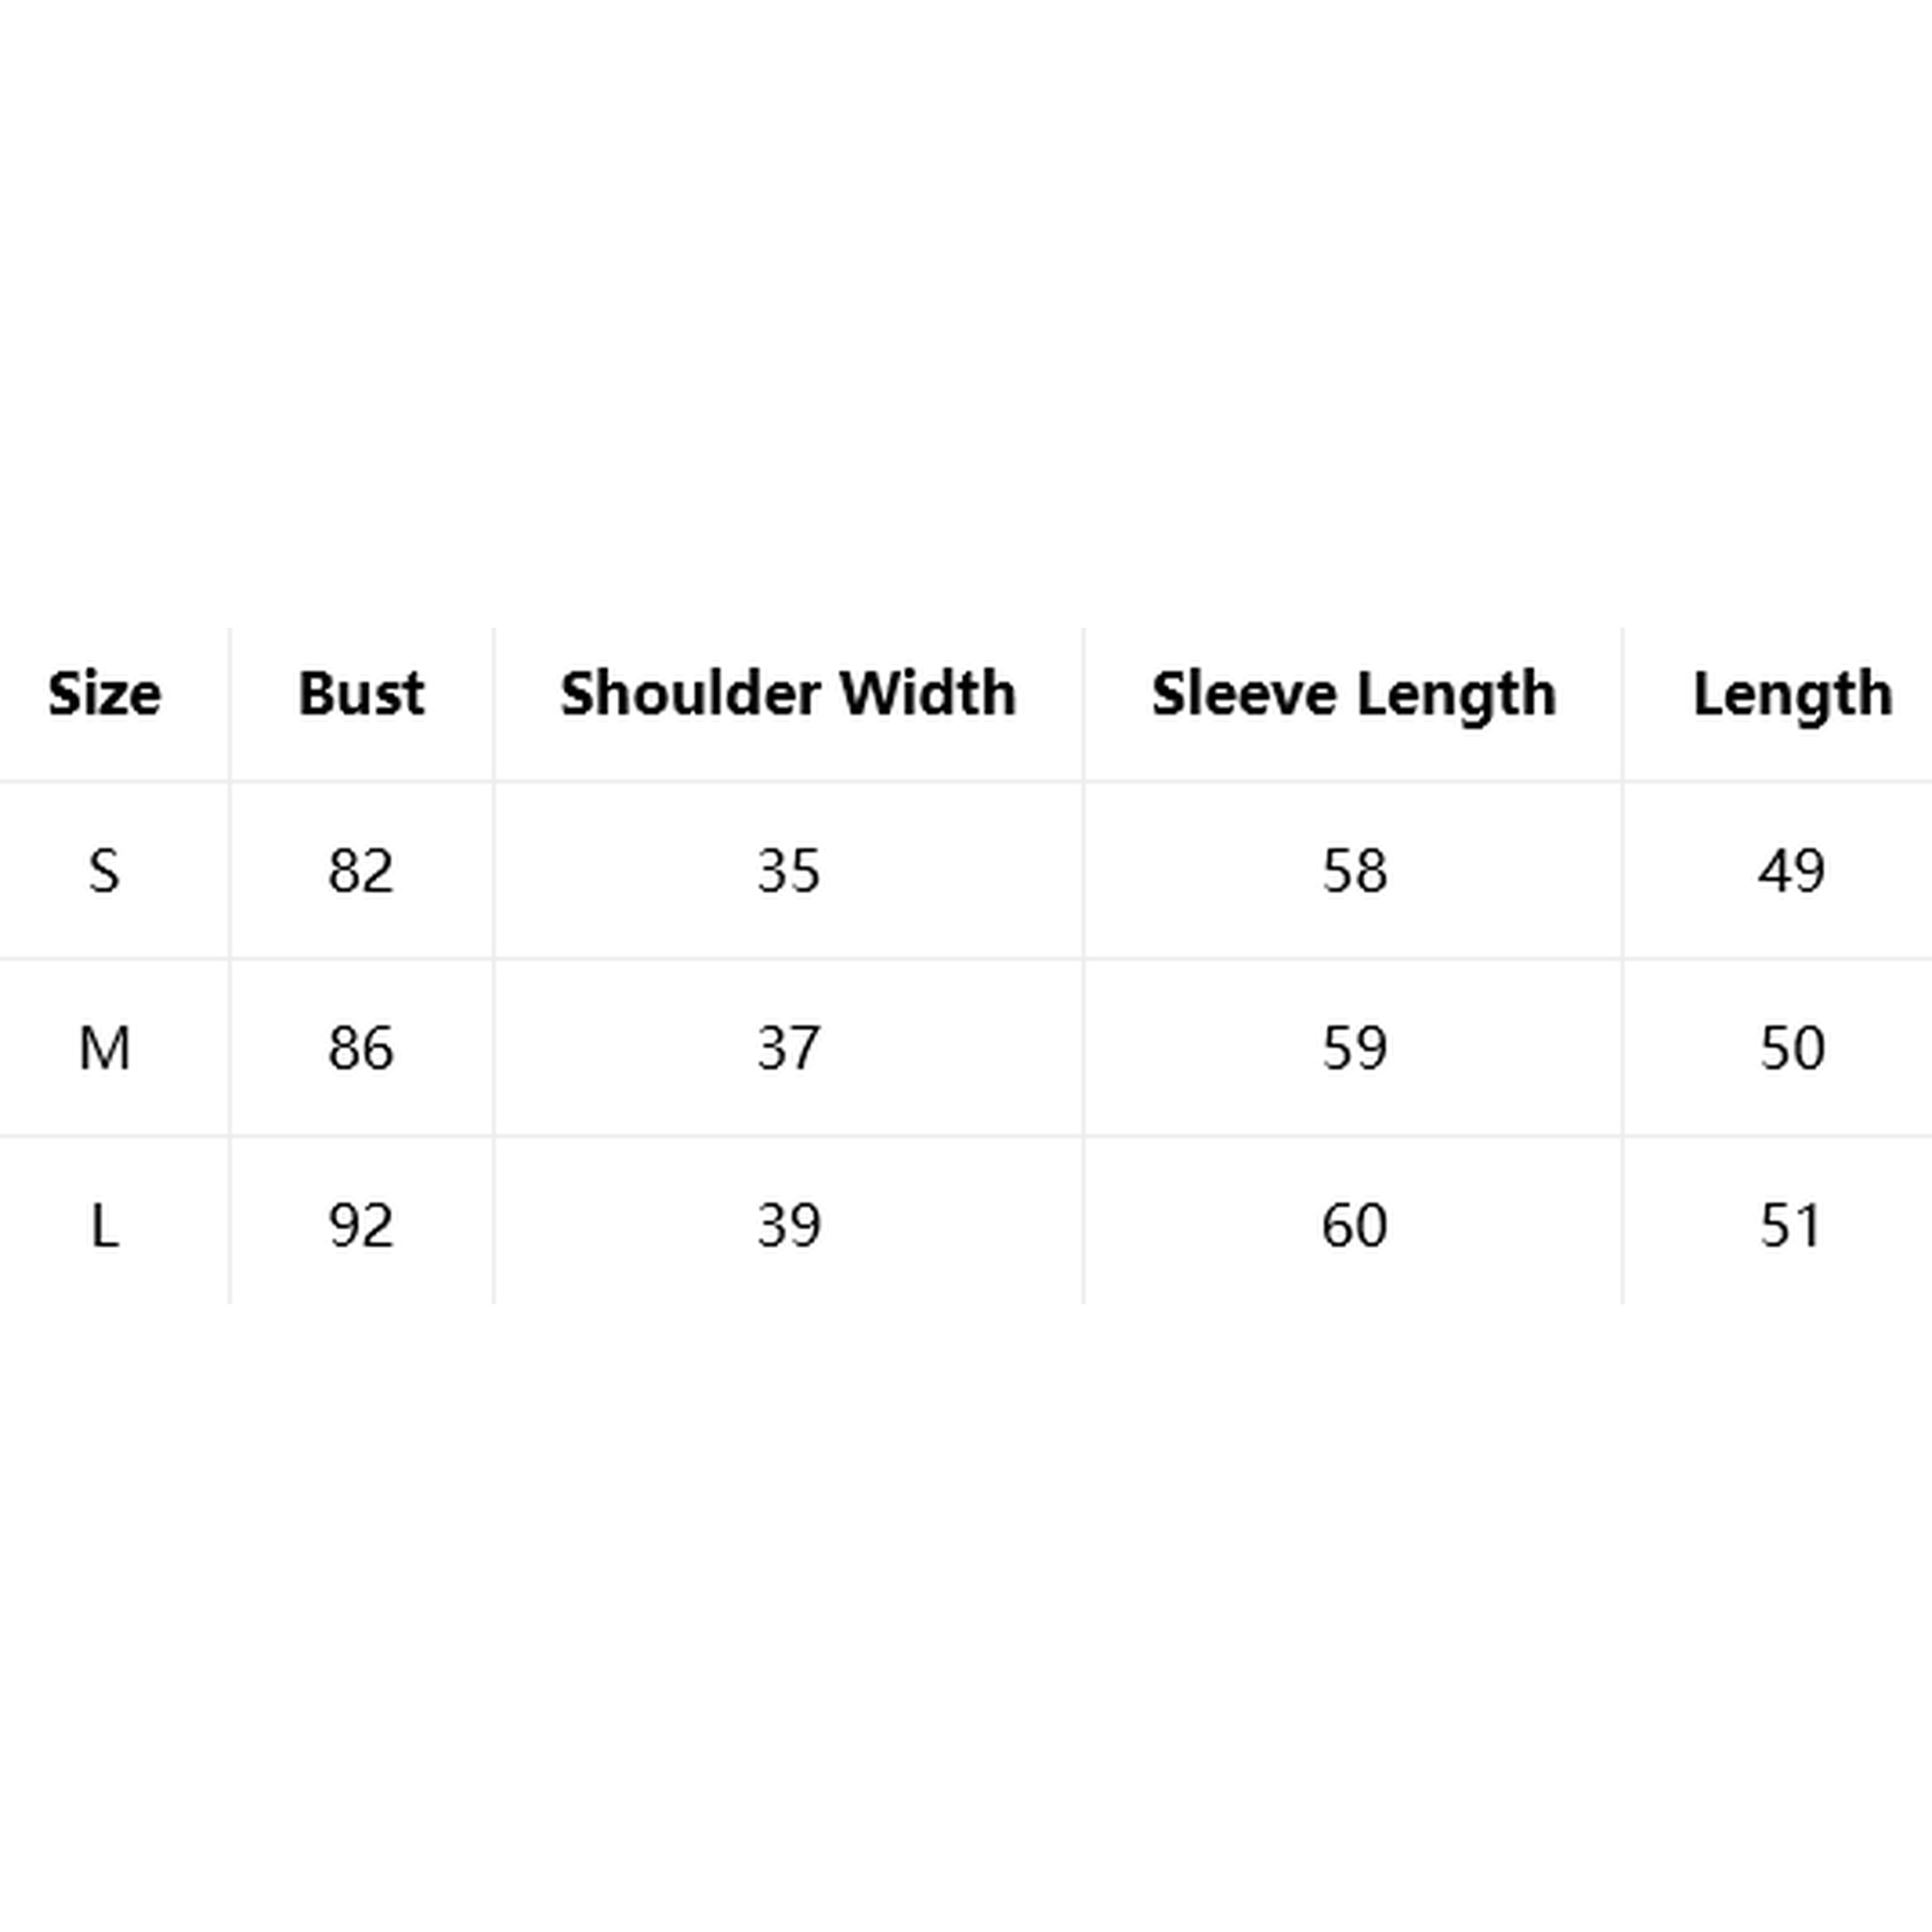 Size Bust Shoulder Width Sleeve Length Length
S 82 35 58 49
M 86 37 59 50
L 92 39 60 51